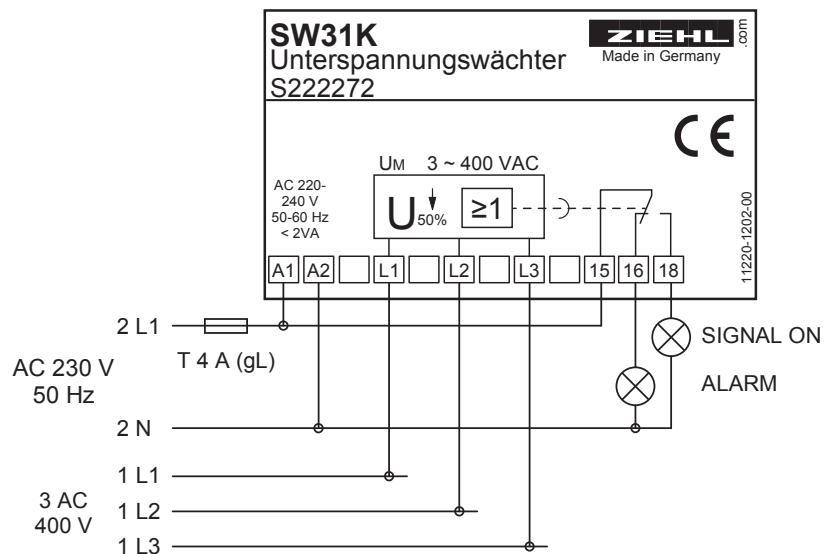 SW31K
Unterspannungswächter
S222272
ZIEHL
.com
Made in Germany
CE
UM 3 ~ 400 VAC
AC 220-
240 V
50-60 Hz
< 2VA
U 50% ≥1
11220-1202-00
A1 A2 L1 L2 L3 15 16 18
2 L1
T 4 A (gL)
SIGNAL ON
AC 230 V
50 Hz
ALARM
2 N
1 L1
3 AC
400 V
1 L2
1 L3